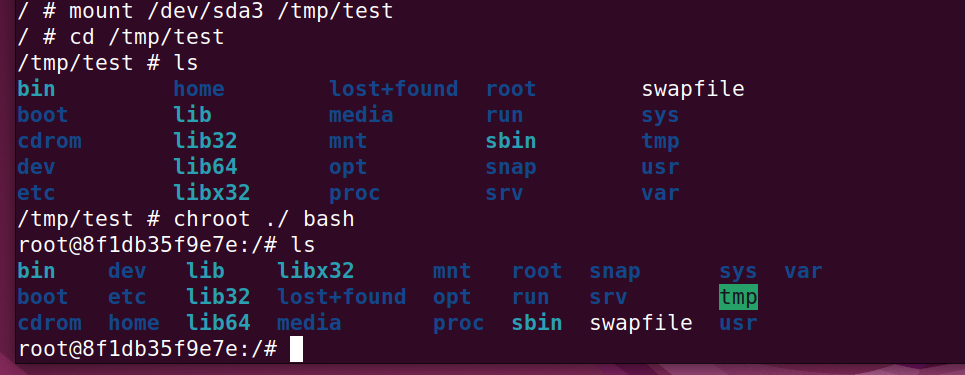 / # mount /dev/sda3 /tmp/test
/ # cd /tmp/test
/tmp/test # ls
bin home lost+found root swapfile
boot lib media run sys
cdrom lib32 mnt sbin tmp
dev lib64 opt snap usr
etc libx32 proc srv var
/tmp/test # chroot ./ bash
root@8f1db35f9e7e:/# ls
bin dev lib libx32 mnt root snap sys var
boot etc lib32 lost+found opt run srv tmp
cdrom home lib64 media proc sbin swapfile usr
root@8f1db35f9e7e:/#